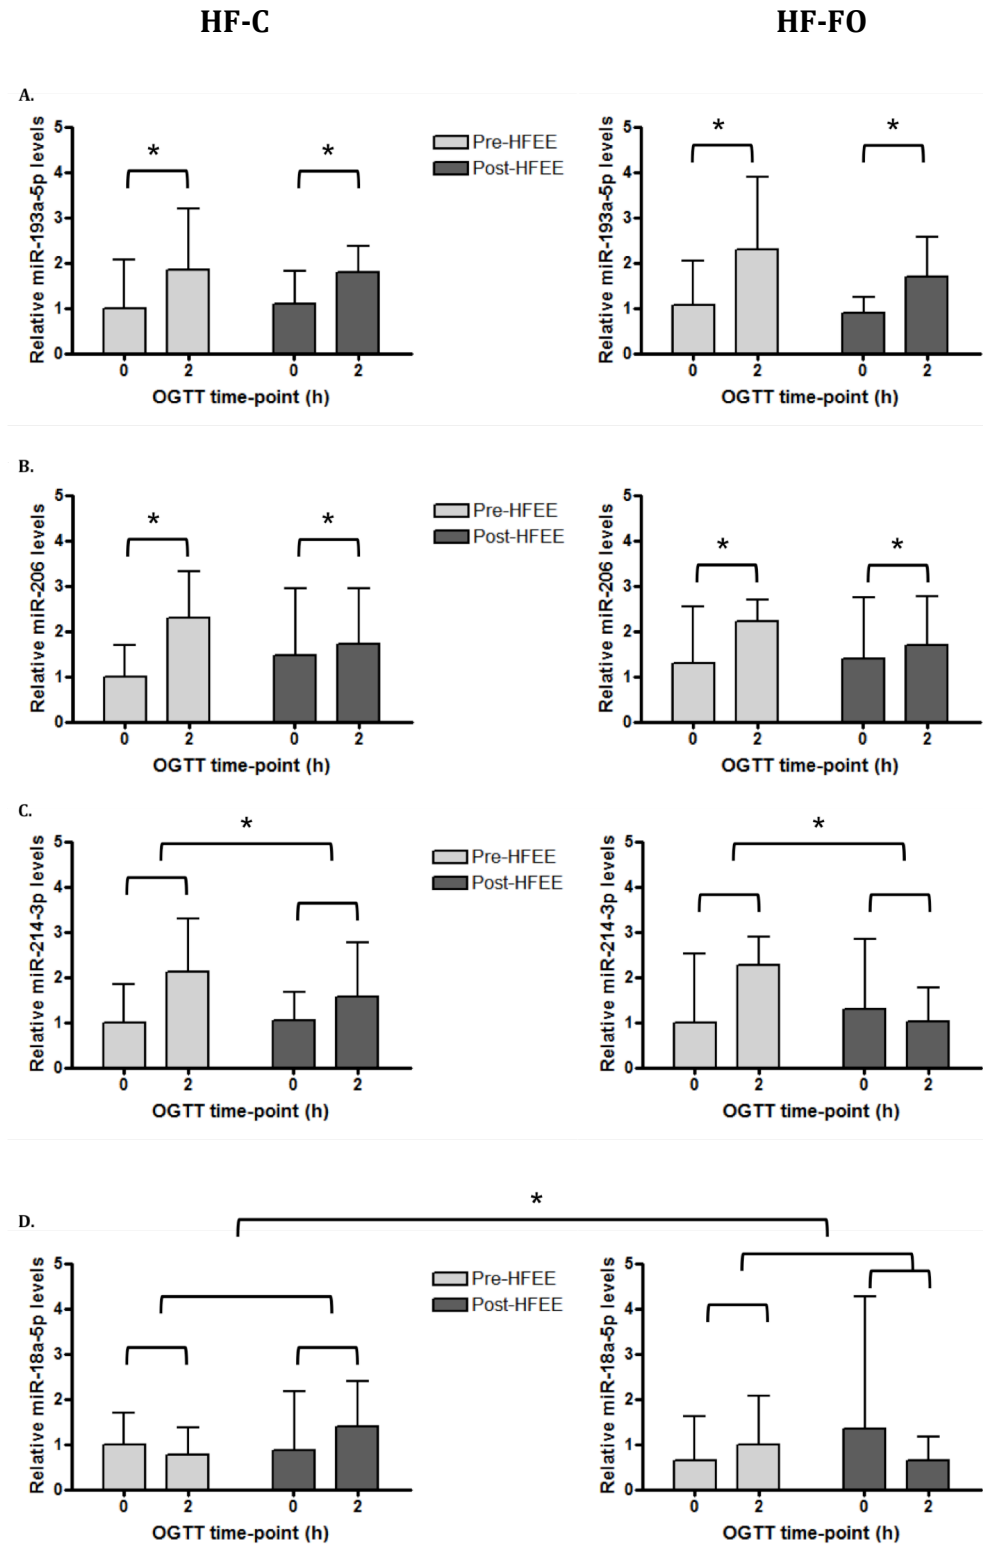 HF-C HF-FO
A.
Relative miR-193a-5p levels
5
4
3
2
1
0
* *
0 2 0 2
OGTT time-point (h)
Pre-HFEE
Post-HFEE
Relative miR-193a-5p levels
5
4
3
2
1
0
* *
0 2 0 2
OGTT time-point (h)
B.
Relative miR-206 levels
5
4
3
2
1
0
* *
0 2 0 2
OGTT time-point (h)
Pre-HFEE
Post-HFEE
Relative miR-206 levels
5
4
3
2
1
0
* *
0 2 0 2
OGTT time-point (h)
C.
Relative miR-214-3p levels
5
4
3
2
1
0
*
0 2 0 2
OGTT time-point (h)
Pre-HFEE
Post-HFEE
Relative miR-214-3p levels
5
4
3
2
1
0
*
0 2 0 2
OGTT time-point (h)
*
D.
Relative miR-18a-5p levels
5
4
3
2
1
0
0 2 0 2
OGTT time-point (h)
Pre-HFEE
Post-HFEE
Relative miR-18a-5p levels
5
4
3
2
1
0
0 2 0 2
OGTT time-point (h)